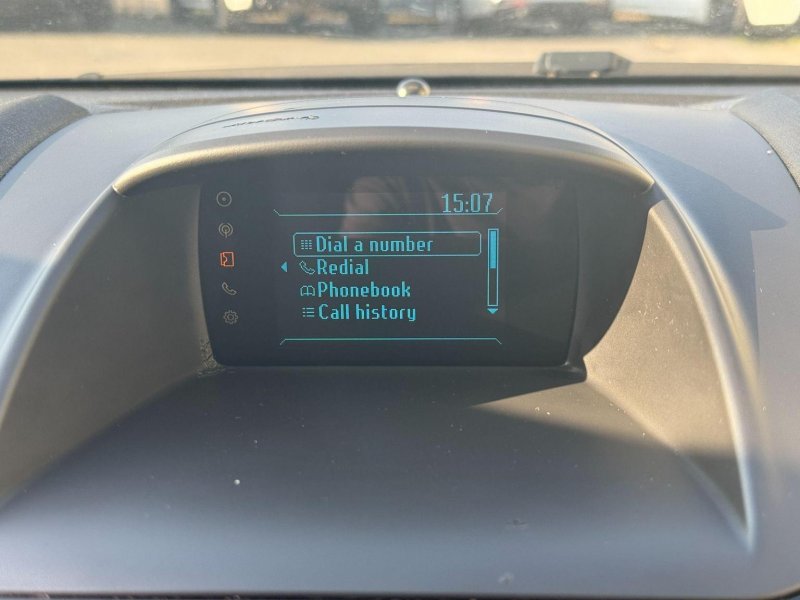 15:07
Dial a number
Redial
Phonebook
Call history